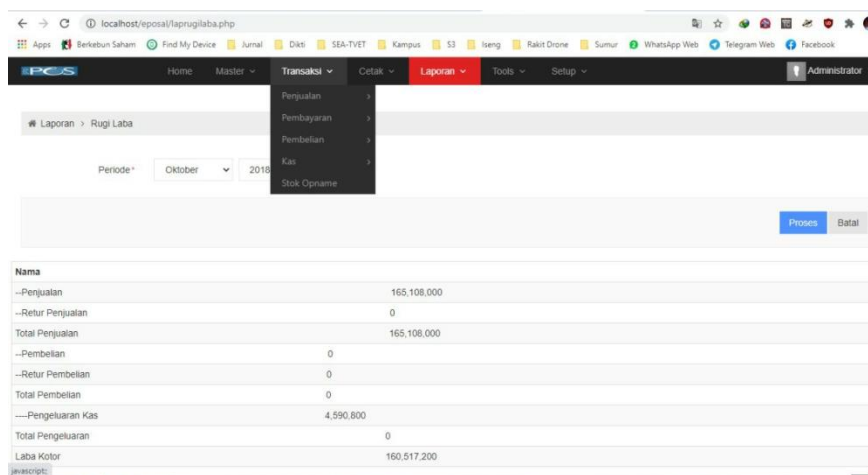 localhost/eposal/laprugilaba.php
Apps Berkebun Saham Find My Device Jurnal Dikti SEA-TVET Kampus S3 Iseng Rakit Drone Sumur WhatsApp Web Telegram Web Facebook
PCS Home Master Transaksi Cetak Laporan Tools Setup Administrator
Penjualan
Pembayaran
Pembelian
Kas
Stok Opname
Laporan > Rugi Laba
Periode* Oktober 2018
Proses Batal
Nama
--Penjualan 165,108,000
--Retur Penjualan 0
Total Penjualan 165,108,000
--Pembelian 0
--Retur Pembelian 0
Total Pembelian 0
----Pengeluaran Kas 4,590,800
Total Pengeluaran 0
Laba Kotor 160,517,200
javascript:;